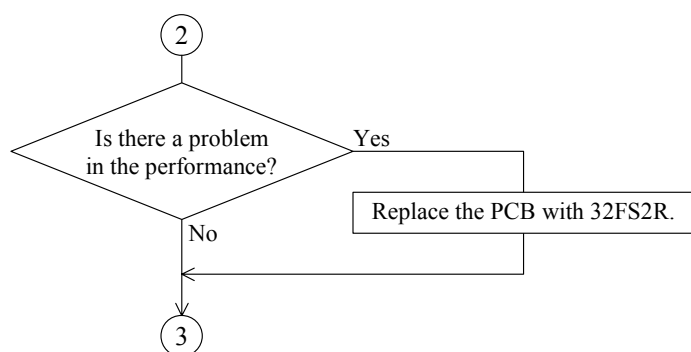 2
Is there a problem
in the performance?
Yes
Replace the PCB with 32FS2R.
No
3